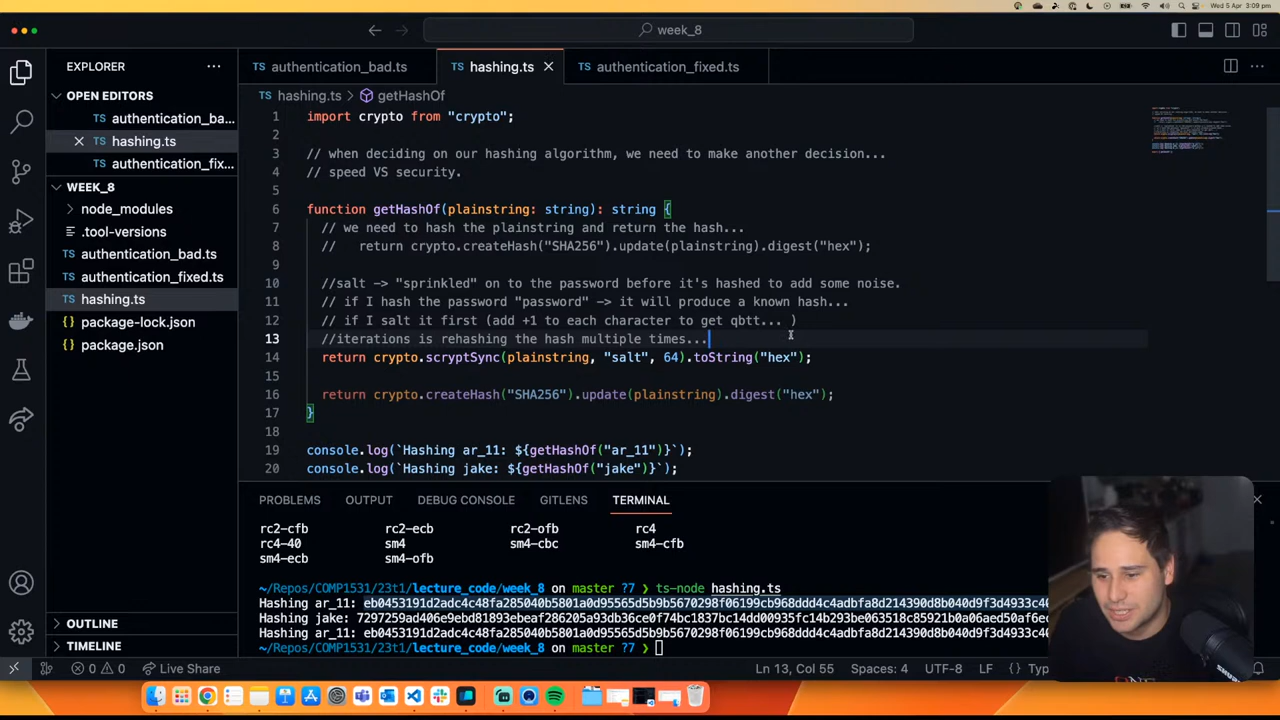 Wed 5 Apr 3:09 pm
week_8
EXPLORER
authentication_bad.ts
hashing.ts
authentication_fixed.ts
OPEN EDITORS
hashing.ts > getHashOf
authentication_ba...
hashing.ts
authentication_fix...
WEEK_8
node_modules
.tool-versions
authentication_bad.ts
authentication_fixed.ts
hashing.ts
package-lock.json
package.json
1 import crypto from "crypto";
2
3 // when deciding on our hashing algorithm, we need to make another decision...
4 // speed VS security.
5
6 function getHashOf(plainstring: string): string {
7 // we need to hash the plainstring and return the hash...
8 //   return crypto.createHash("SHA256").update(plainstring).digest("hex");
9
10 //salt -> "sprinkled" on to the password before it's hashed to add some noise.
11 // if I hash the password "password" -> it will produce a known hash...
12 // if I salt it first (add +1 to each character to get qbtt... )
13 //iterations is rehashing the hash multiple times...
14 return crypto.scryptSync(plainstring, "salt", 64).toString("hex");
15
16 return crypto.createHash("SHA256").update(plainstring).digest("hex");
17 }
18
19 console.log(`Hashing ar_11: ${getHashOf("ar_11")}`);
20 console.log(`Hashing jake: ${getHashOf("jake")}`);
PROBLEMS OUTPUT DEBUG CONSOLE GITLENS TERMINAL
rc2-cfb rc2-ecb rc2-ofb rc4
rc4-40 sm4 sm4-cbc sm4-cfb
sm4-ecb sm4-ofb
~/Repos/COMP1531/23t1/lecture_code/week_8 on master ?7 ❯ ts-node hashing.ts
Hashing ar_11:
Hashing jake:
Hashing ar_11:
~/Repos/COMP1531/23t1/lecture_code/week_8 on master ?7 ❯
OUTLINE
TIMELINE
0 0 Live Share
Ln 13, Col 55 Spaces: 4 UTF-8 LF {}